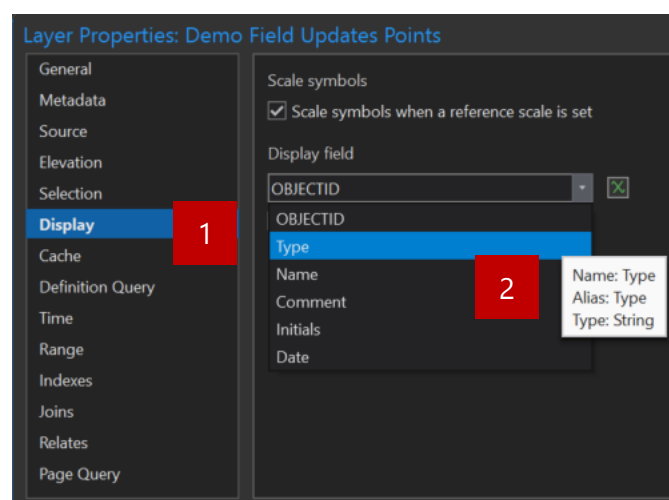 Layer Properties: Demo Field Updates Points
General
Metadata
Source
Elevation
Selection
Display
Cache
Definition Query
Time
Range
Indexes
Joins
Relates
Page Query
1
Scale symbols
Scale symbols when a reference scale is set
Display field
OBJECTID
OBJECTID
Type
Name
Comment
Initials
Date
2
Name: Type
Alias: Type
Type: String